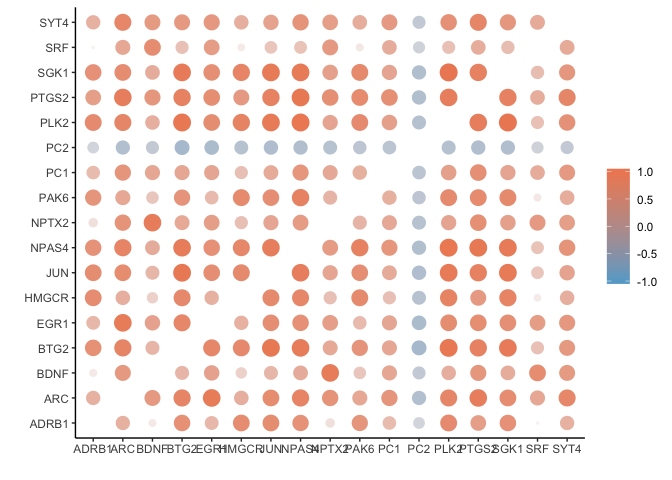 SYT4
SRF
SGK1
PTGS2
PLK2
PC2
PC1
PAK6
NPTX2
NPAS4
JUN
HMGCR
EGR1
BTG2
BDNF
ARC
ADRB1
1.0
0.5
0.0
-0.5
-1.0
ADRB1 ARC BDNF BTG2 EGR1 HMGCR JUN NPAS4 NPTX2 PAK6 PC1 PC2 PLK2 PTGS2 SGK1 SRF SYT4